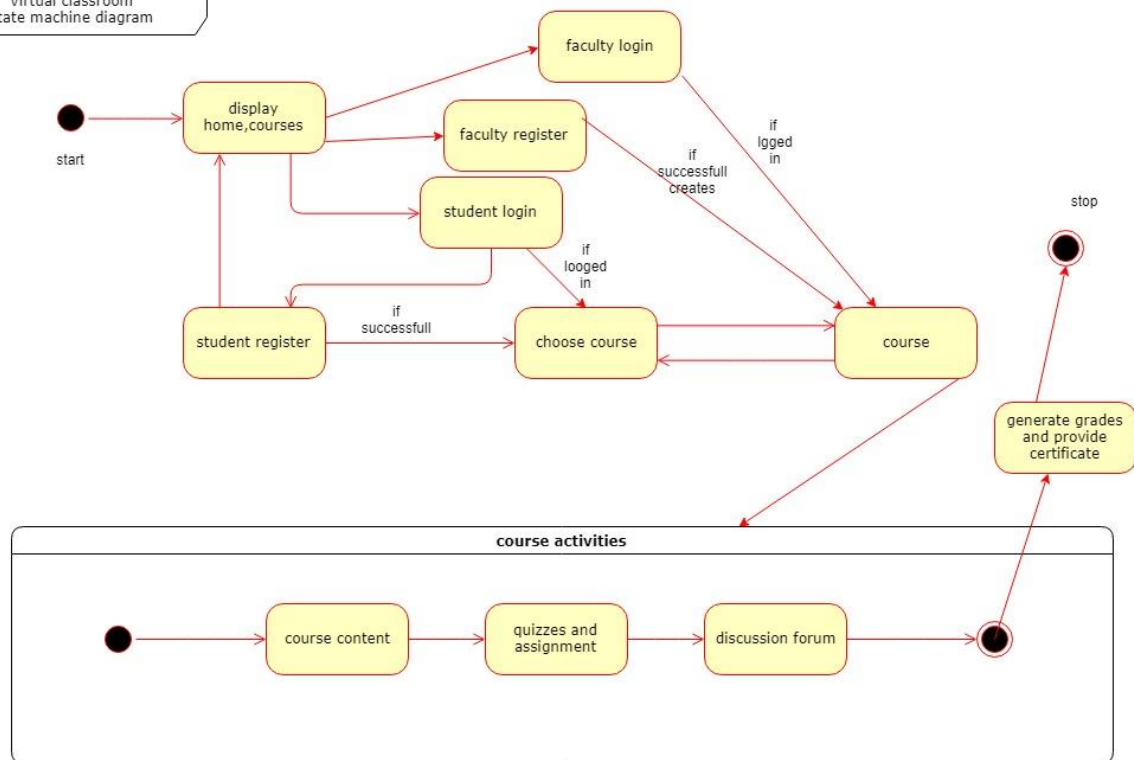 virtual classroom
tate machine diagram
faculty login
display
home,courses
faculty register
if
lgged
in
start
if
successfull
creates
student login
stop
if
looged
in
if
successfull
student register
choose course
course
generate grades
and provide
certificate
course activities
course content
quizzes and
assignment
discussion forum